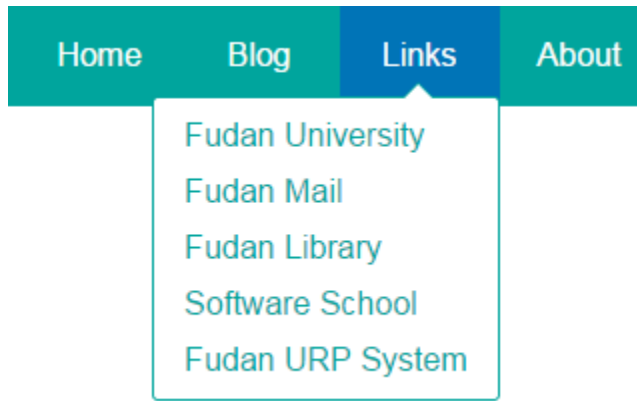 Home Blog Links About
Fudan University
Fudan Mail
Fudan Library
Software School
Fudan URP System